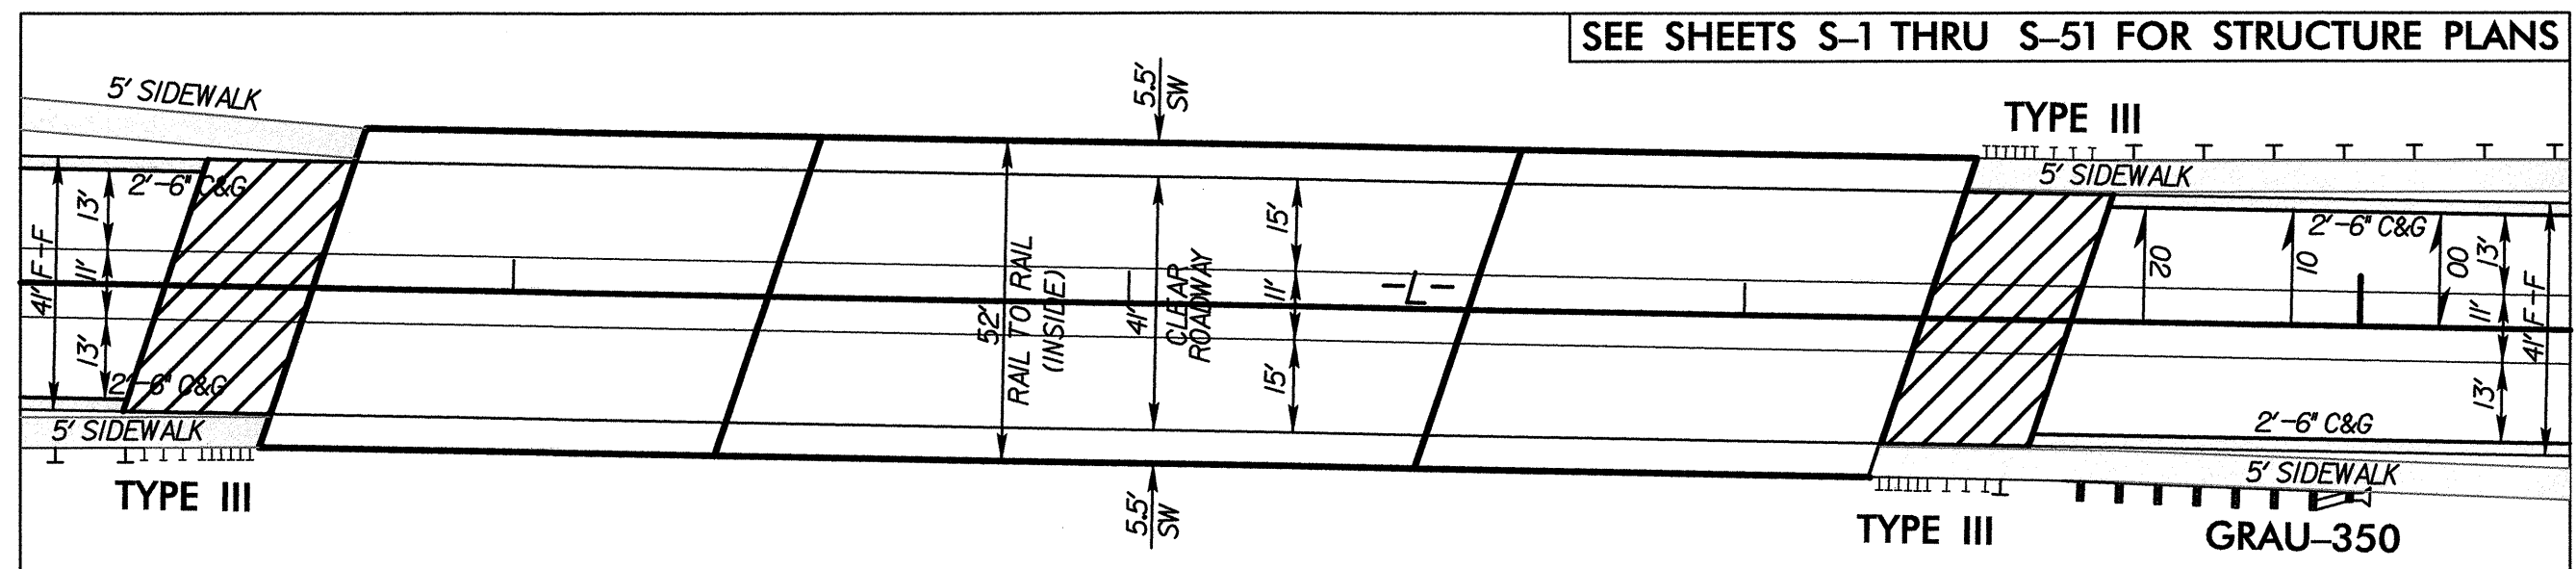 SEE SHEETS S-1 THRU S-51 FOR STRUCTURE PLANS
5' SIDEWALK
5.5'
SW
TYPE III
5' SIDEWALK
2'-6" C&G
13'
11'
13'
41' F-F
2'-6" C&G
5' SIDEWALK
TYPE III
52'
RAIL TO RAIL
(INSIDE)
41'
CLEAR
ROADWAY
15'
11'
15'
-L-
5.5'
SW
20
10
00
2'-6" C&G
13'
11'
13'
41' F-F
2'-6" C&G
5' SIDEWALK
TYPE III
GRAU-350